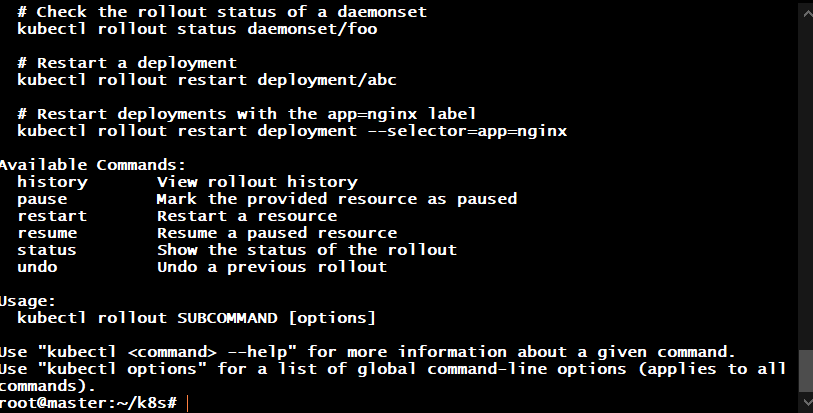 # Check the rollout status of a daemonset
kubectl rollout status daemonset/foo
# Restart a deployment
kubectl rollout restart deployment/abc
# Restart deployments with the app=nginx label
kubectl rollout restart deployment --selector=app=nginx
Available Commands:
history View rollout history
pause Mark the provided resource as paused
restart Restart a resource
resume Resume a paused resource
status Show the status of the rollout
undo Undo a previous rollout
Usage:
kubectl rollout SUBCOMMAND [options]
Use "kubectl <command> --help" for more information about a given command.
Use "kubectl options" for a list of global command-line options (applies to all
commands).
root@master:~/k8s#